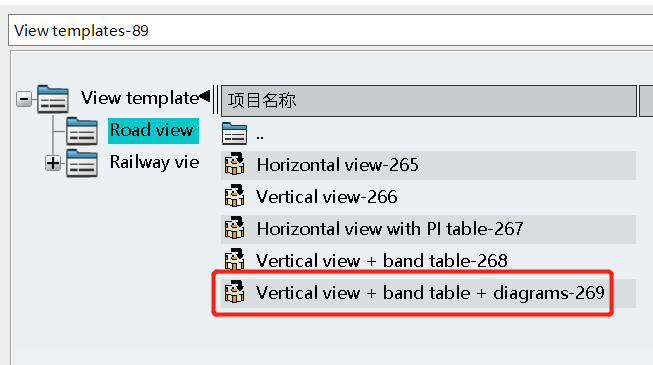 View templates-89
View template
项目名称
Road view
..
Railway vie
Horizontal view-265
Vertical view-266
Horizontal view with PI table-267
Vertical view + band table-268
Vertical view + band table + diagrams-269